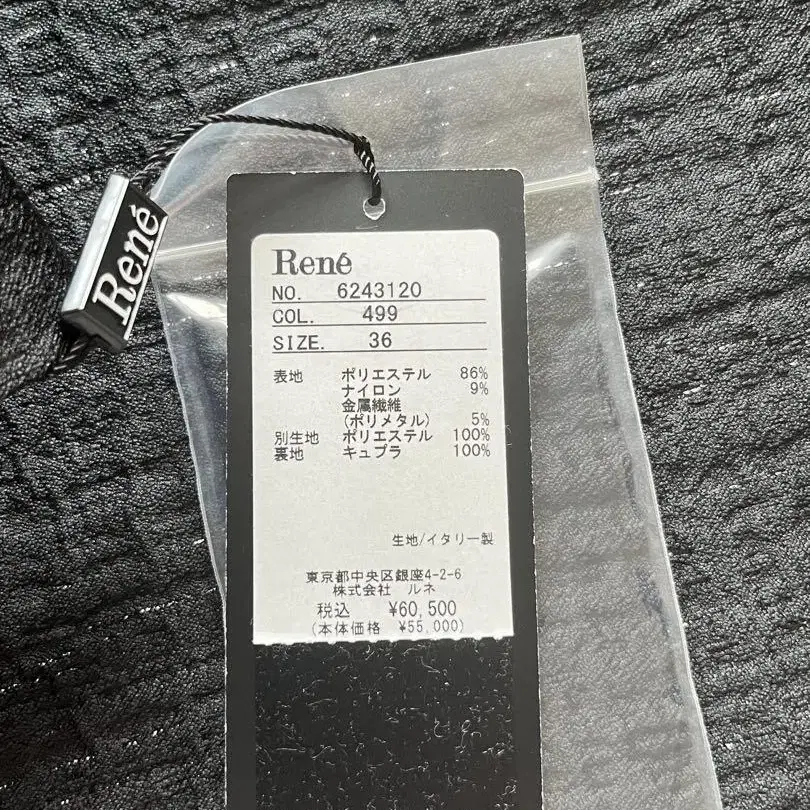 René
René
NO. 6243120
COL. 499
SIZE. 36
表地 ポリエステル 86%
ナイロン 9%
金属繊維
(ポリメタル) 5%
別生地 ポリエステル 100%
裏地 キュプラ 100%
生地/イタリー製
東京都中央区銀座4-2-6
株式会社 ルネ
税込 ¥60,500
(本体価格 ¥55,000)